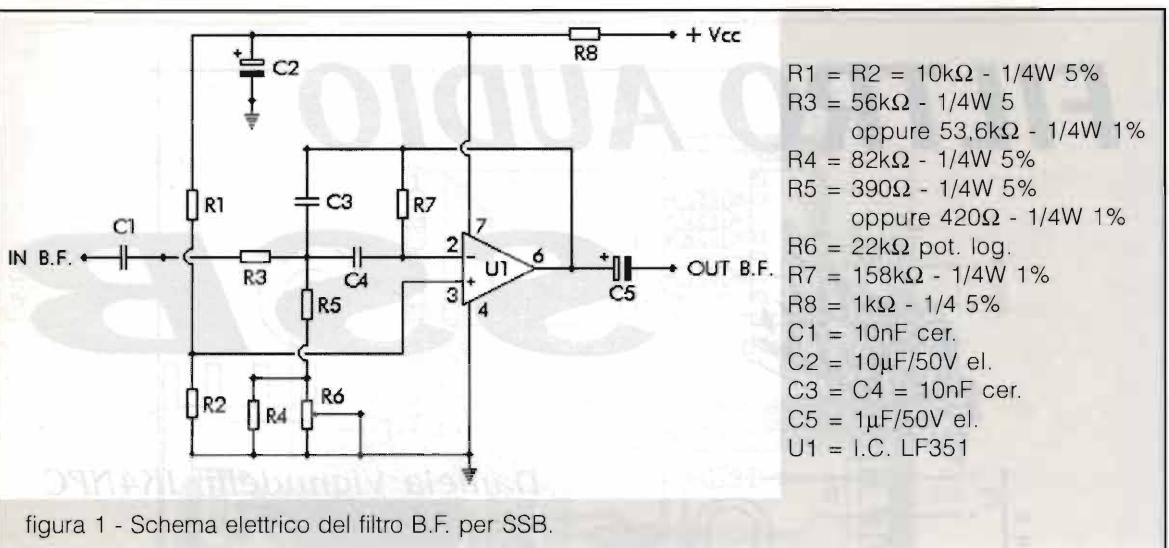 + Vcc
R8
C2
+
R1
C3
R7
C1
IN B.F.
R3
C4
2
-
7
U1
6
3
+
4
+
C5
OUT B.F.
R5
R2
R4
R6
R1 = R2 = 10kΩ - 1/4W 5%
R3 = 56kΩ - 1/4W 5
oppure 53,6kΩ - 1/4W 1%
R4 = 82kΩ - 1/4W 5%
R5 = 390Ω - 1/4W 5%
oppure 420Ω - 1/4W 1%
R6 = 22kΩ pot. log.
R7 = 158kΩ - 1/4W 1%
R8 = 1kΩ - 1/4 5%
C1 = 10nF cer.
C2 = 10µF/50V el.
C3 = C4 = 10nF cer.
C5 = 1µF/50V el.
U1 = I.C. LF351
figura 1 - Schema elettrico del filtro B.F. per SSB.